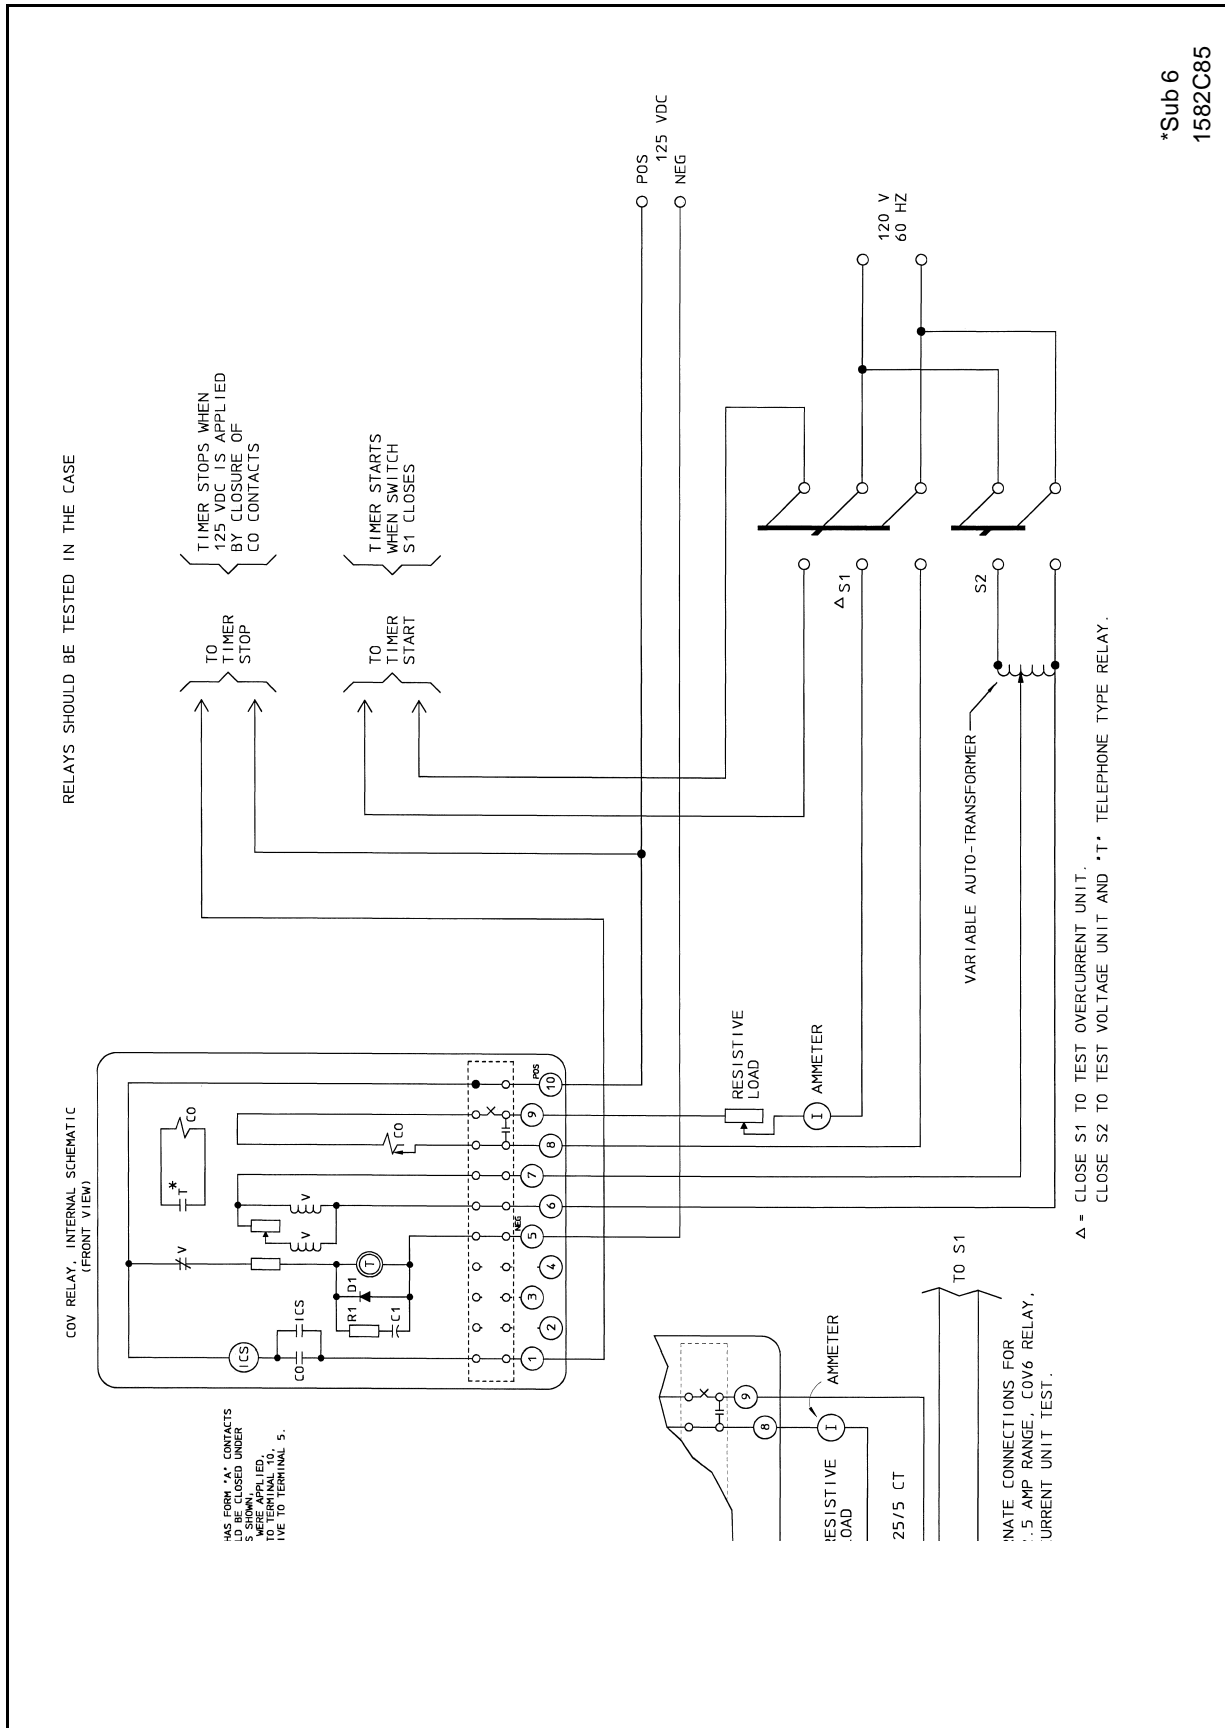 RELAYS SHOULD BE TESTED IN THE CASE
COV RELAY, INTERNAL SCHEMATIC
(FRONT VIEW)
TO
TIMER
STOP
TIMER STOPS WHEN
125 VDC IS APPLIED
BY CLOSURE OF
CO CONTACTS
TO
TIMER
START
TIMER STARTS
WHEN SWITCH
S1 CLOSES
ICS
CO
ICS
V
R1
D1
C1
T
V
V
T
*
CO
CO
NEG
POS
1
2
3
4
5
6
7
8
9
10
POS
125 VDC
NEG
120 V
60 HZ
RESISTIVE
LOAD
I
AMMETER
Δ S1
S2
VARIABLE AUTO-TRANSFORMER
Δ = CLOSE S1 TO TEST OVERCURRENT UNIT.
CLOSE S2 TO TEST VOLTAGE UNIT AND "T" TELEPHONE TYPE RELAY.
HAS FORM "A" CONTACTS
LD BE CLOSED UNDER
S SHOWN,
WERE APPLIED,
TO TERMINAL 10,
IVE TO TERMINAL 5.
8
9
I
AMMETER
RESISTIVE
OAD
25/5 CT
TO S1
RNATE CONNECTIONS FOR
.5 AMP RANGE, COV6 RELAY,
CURRENT UNIT TEST.
*Sub 6
1582C85